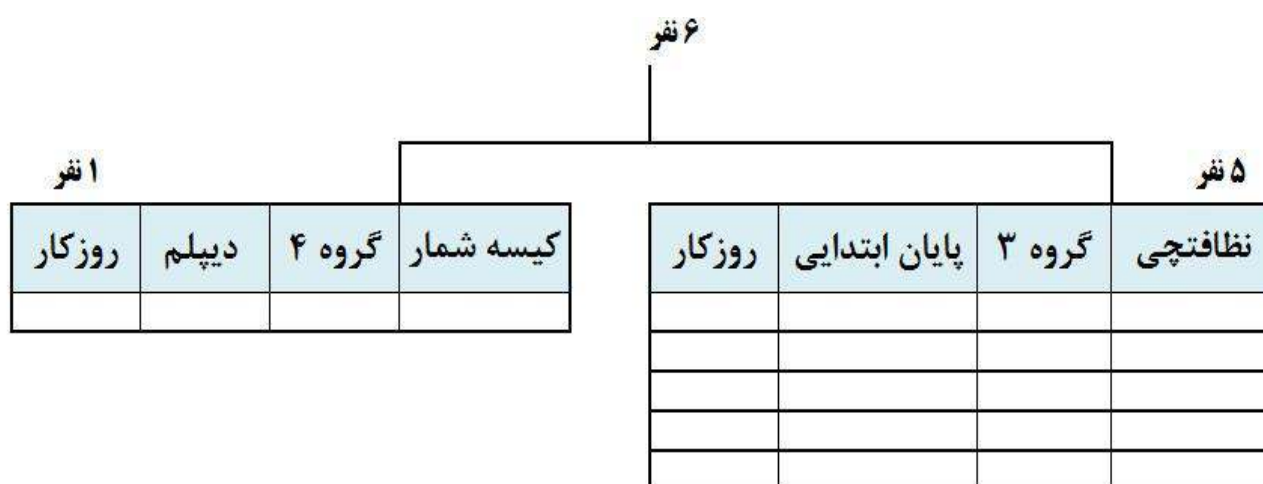 ۶ نفر
۵ نفر
۱ نفر
نظافتچی گروه ۳ پایان ابتدایی روزکار
کیسه شمار گروه ۴ دیپلم روزکار